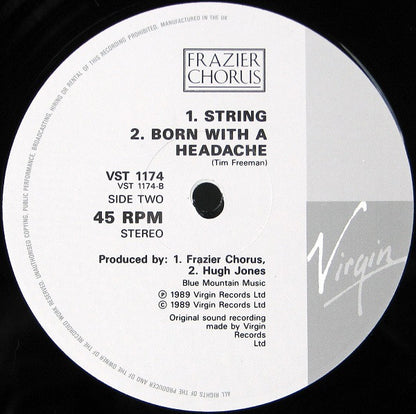 FRAZIER
CHORUS
1. STRING
2. BORN WITH A
HEADACHE
(Tim Freeman)
VST 1174
VST 1174-B
SIDE TWO
45 RPM
STEREO
Produced by: 1. Frazier Chorus,
2. Hugh Jones
Blue Mountain Music
Ⓟ 1989 Virgin Records Ltd
© 1989 Virgin Records Ltd
Original sound recording
made by Virgin
Records
Ltd
Virgin
ALL RIGHTS OF THE PRODUCER AND OF THE OWNER OF THE RECORDED WORK RESERVED UNAUTHORISED COPYING, PUBLIC PERFORMANCE, BROADCASTING, HIRING OR RENTAL OF THIS RECORDING PROHIBITED. MANUFACTURED IN THE UK